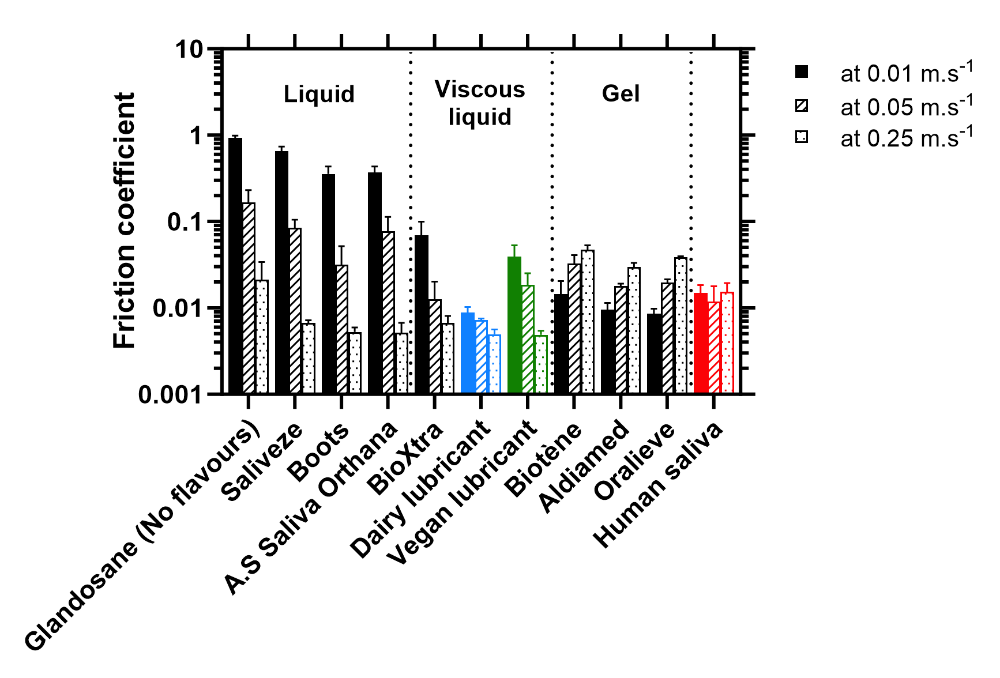 10
1
0.1
0.01
0.001
Friction coefficient
Liquid
Viscous
liquid
Gel
at 0.01 m.s⁻¹
at 0.05 m.s⁻¹
at 0.25 m.s⁻¹
Glandosane (No flavours)
Saliveze
Boots
A.S Saliva Orthana
BioXtra
Dairy lubricant
Vegan lubricant
Biotène
Aldiamed
Oralieve
Human saliva